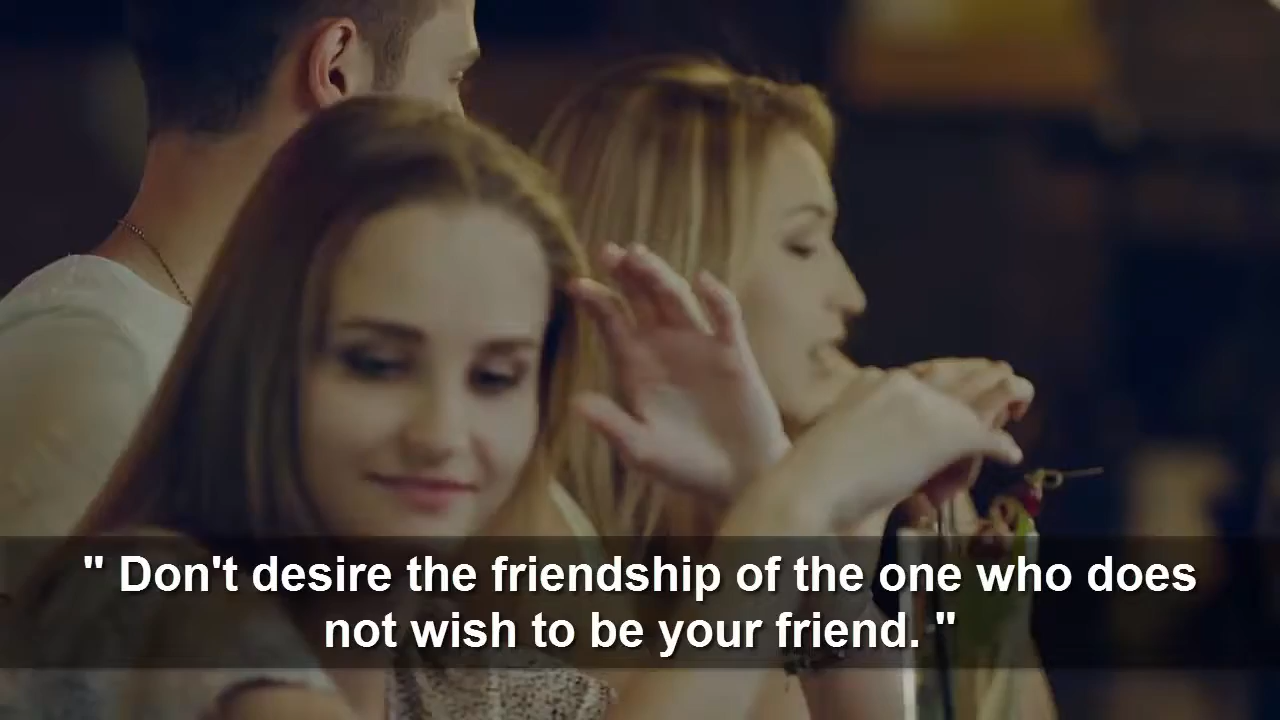 " Don't desire the friendship of the one who does
not wish to be your friend. "